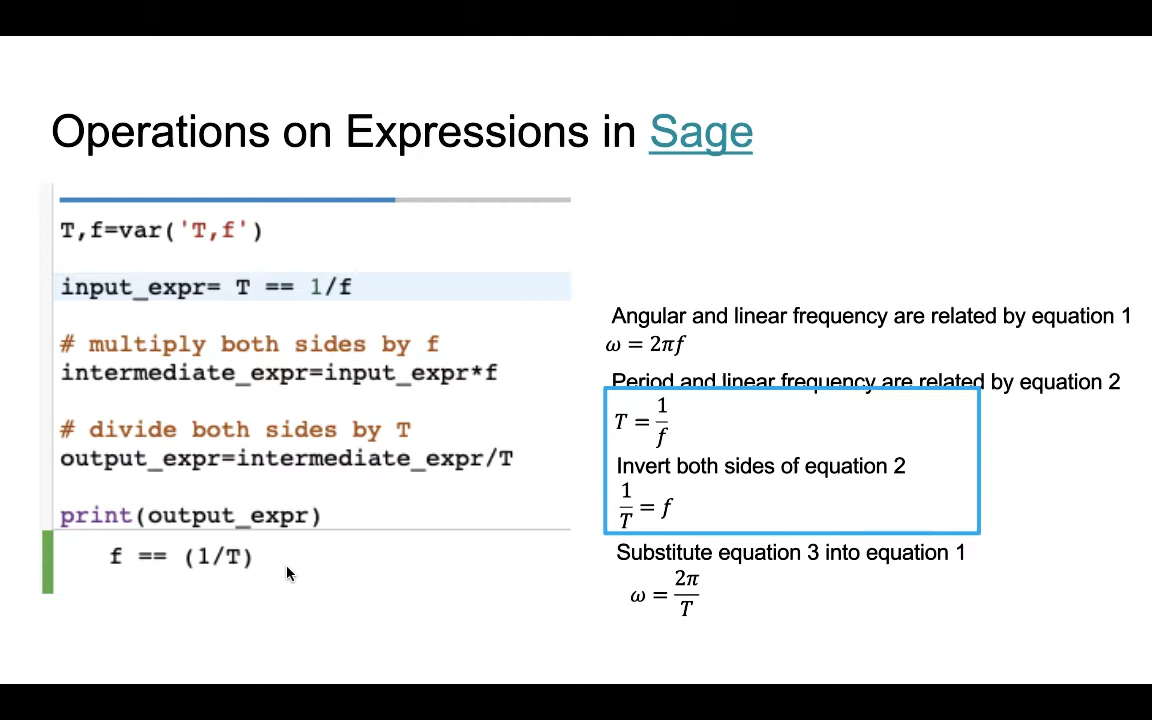 Operations on Expressions in Sage
T,f=var('T,f')
input_expr= T == 1/f
# multiply both sides by f
intermediate_expr=input_expr*f
# divide both sides by T
output_expr=intermediate_expr/T
print(output_expr)
f == (1/T)
Angular and linear frequency are related by equation 1
ω = 2πf
Period and linear frequency are related by equation 2
T = 1/f
Invert both sides of equation 2
1/T = f
Substitute equation 3 into equation 1
ω = 2π/T